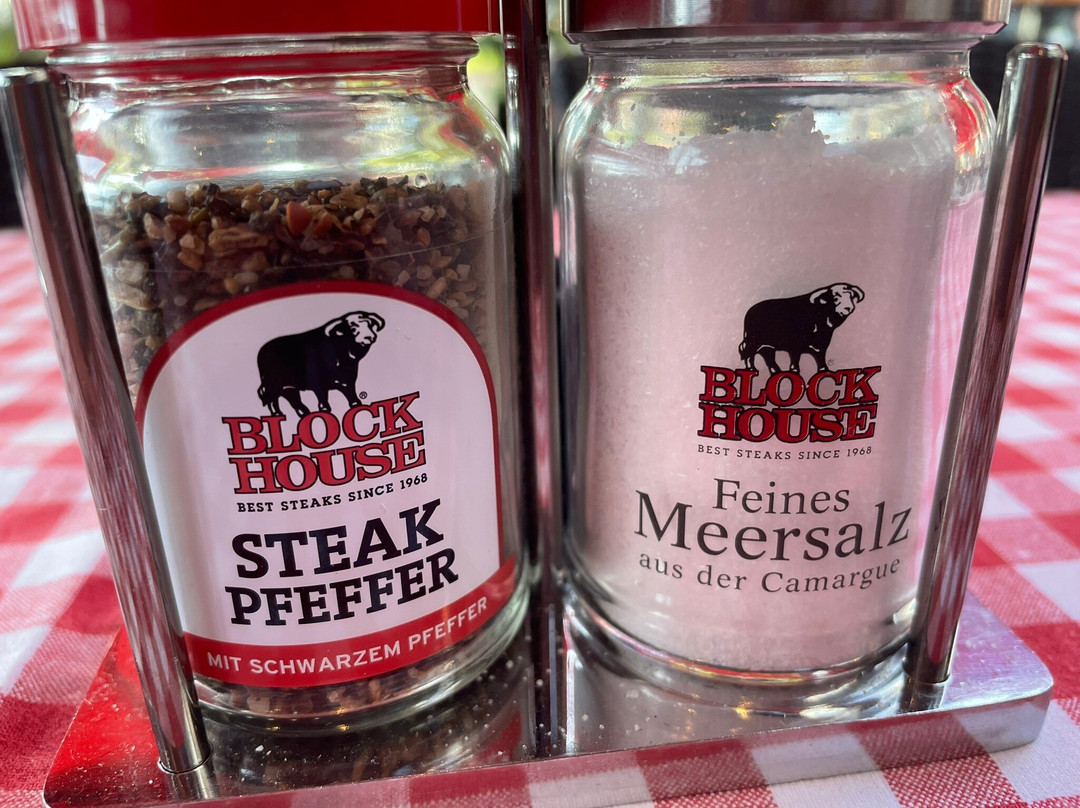 BLOCK
HOUSE
BEST STEAKS SINCE 1968
STEAK
PFEFFER
MIT SCHWARZEM PFEFFER
BLOCK
HOUSE
BEST STEAKS SINCE 1968
Feines
Meersalz
aus der Camargue